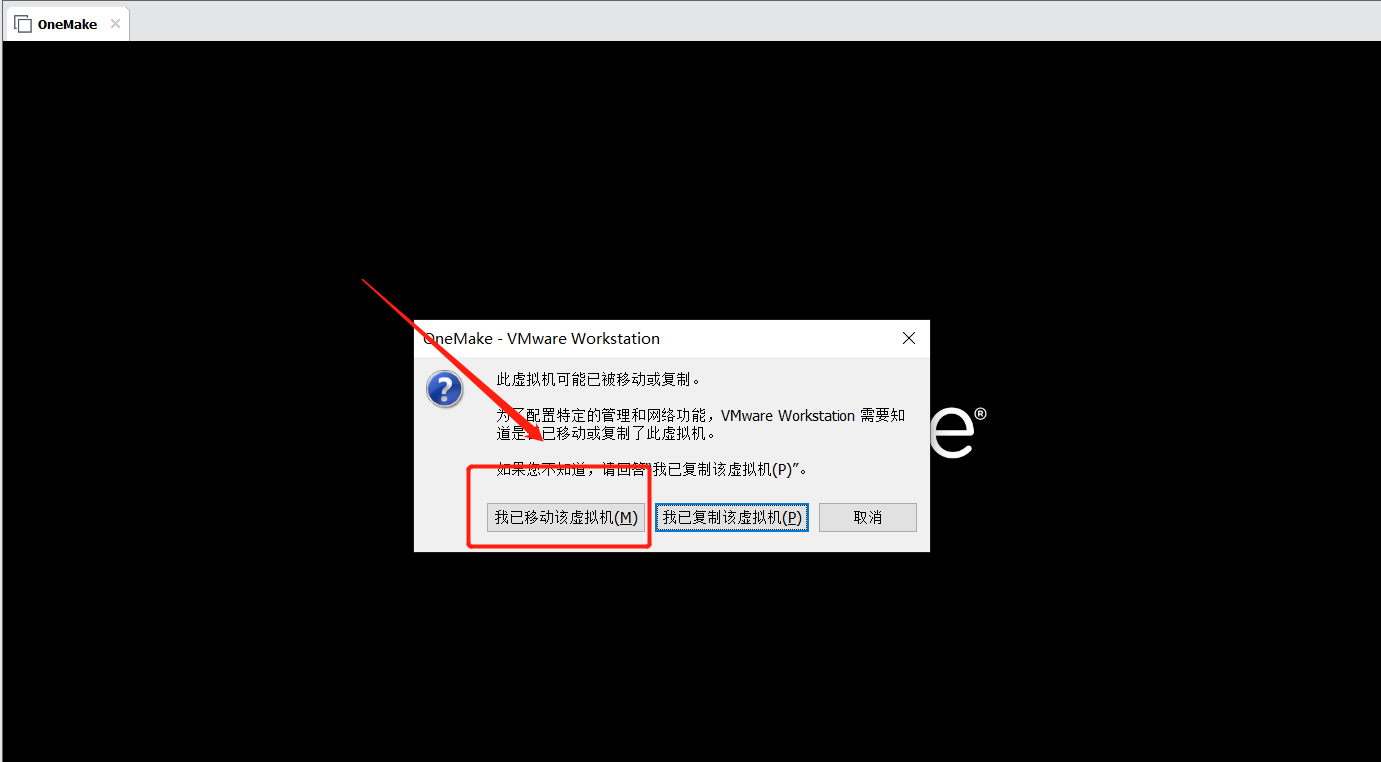 OneMake
OneMake - VMware Workstation
此虚拟机可能已被移动或复制。
为了配置特定的管理和网络功能，VMware Workstation 需要知
道是已移动或复制了此虚拟机。
如果您不知道，请回答“我已复制该虚拟机(P)”。
我已移动该虚拟机(M)
我已复制该虚拟机(P)
取消
e®